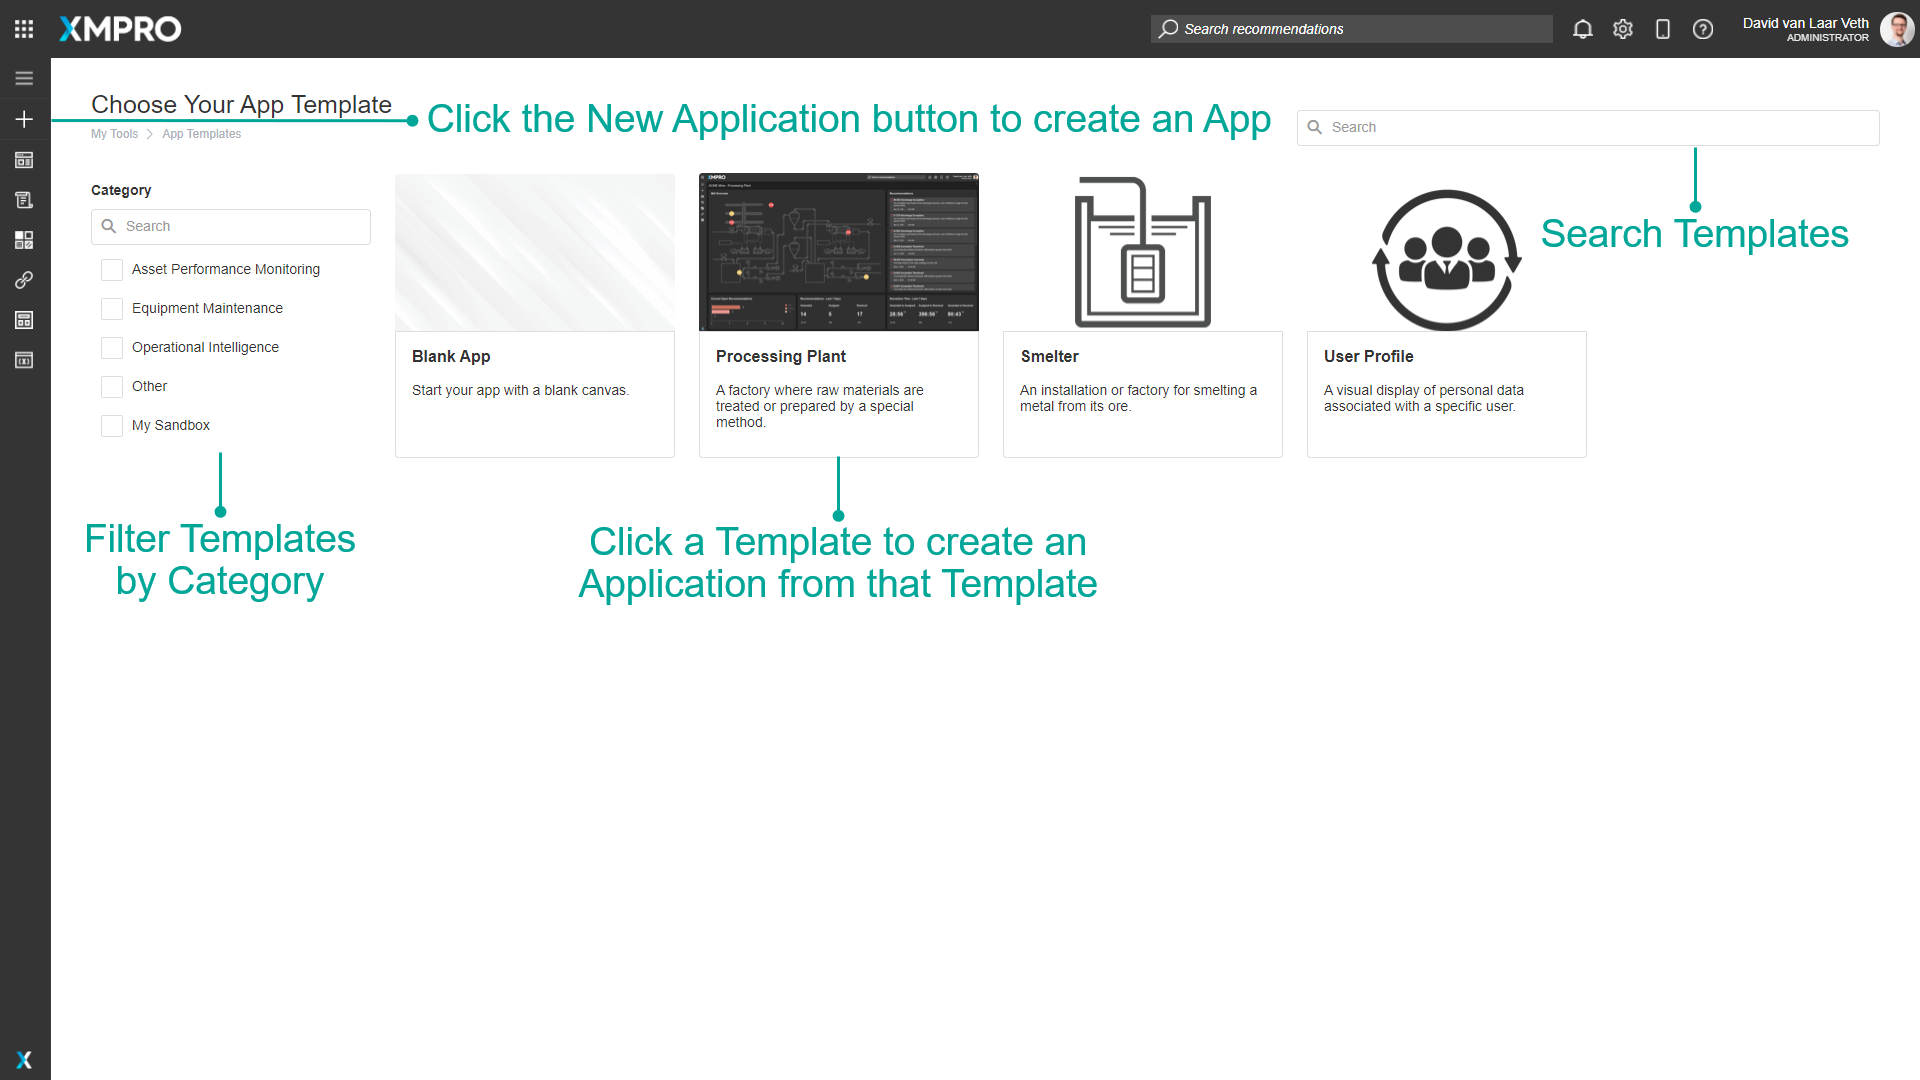 XMPRO
Search recommendations
David van Laar Veth
ADMINISTRATOR
Choose Your App Template
My Tools
App Templates
Click the New Application button to create an App
Search
Search Templates
Category
Search
Asset Performance Monitoring
Equipment Maintenance
Operational Intelligence
Other
My Sandbox
Filter Templates
by Category
Blank App
Start your app with a blank canvas.
XMPRO
Processing Plant
A factory where raw materials are
treated or prepared by a special
method.
Click a Template to create an
Application from that Template
Smelter
An installation or factory for smelting a
metal from its ore.
User Profile
A visual display of personal data
associated with a specific user.